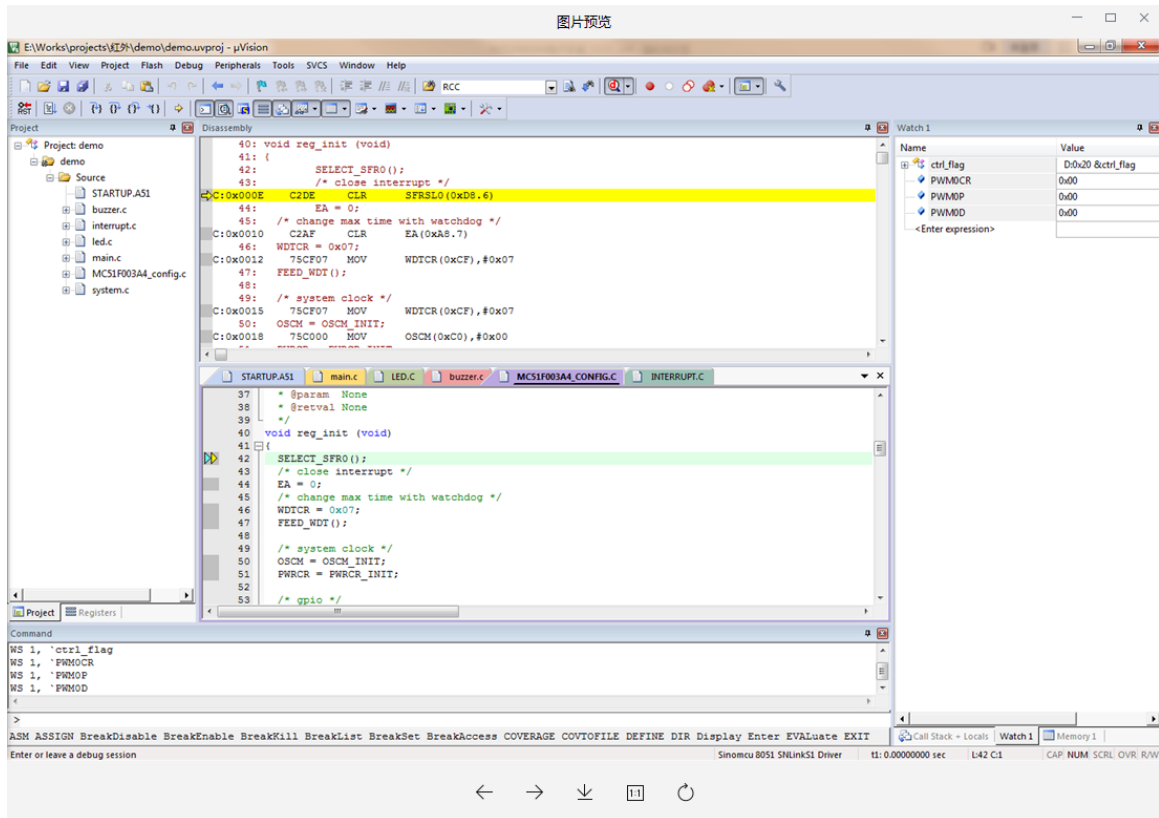 图片预览
E:\Works\projects\红外\demo\demo.uvproj - µVision
File Edit View Project Flash Debug Peripherals Tools SVCS Window Help
RCC
RST
Project
Project: demo
demo
Source
STARTUP.A51
buzzer.c
interrupt.c
led.c
main.c
MC51F003A4_config.c
system.c
Project Registers
Disassembly
40: void reg_init (void)
41: {
42: SELECT_SFR0();
43: /* close interrupt */
C:0x000E C2DE CLR SFRSL0(0xD8.6)
44: EA = 0;
45: /* change max time with watchdog */
C:0x0010 C2AF CLR EA(0xA8.7)
46: WDTCR = 0x07;
C:0x0012 75CF07 MOV WDTCR(0xCF),#0x07
47: FEED_WDT();
48:
49: /* system clock */
C:0x0015 75CF07 MOV WDTCR(0xCF),#0x07
50: OSCM = OSCM_INIT;
C:0x0018 75C000 MOV OSCM(0xC0),#0x00
STARTUP.A51 main.c LED.C buzzer.c MC51F003A4_CONFIG.C INTERRUPT.C
37 * @param None
38 * @retval None
39 */
40 void reg_init (void)
41 {
42 SELECT_SFR0();
43 /* close interrupt */
44 EA = 0;
45 /* change max time with watchdog */
46 WDTCR = 0x07;
47 FEED_WDT();
48
49 /* system clock */
50 OSCM = OSCM_INIT;
51 PWRCR = PWRCR_INIT;
52
53 /* gpio */
Watch 1
Name Value
ctrl_flag D:0x20 &ctrl_flag
PWM0CR 0x00
PWM0P 0x00
PWM0D 0x00
<Enter expression>
Command
WS 1, `ctrl_flag
WS 1, `PWM0CR
WS 1, `PWM0P
WS 1, `PWM0D
>
ASM ASSIGN BreakDisable BreakEnable BreakKill BreakList BreakSet BreakAccess COVERAGE COVTOFILE DEFINE DIR Display Enter EVALuate EXIT
Call Stack + Locals Watch 1 Memory 1
Enter or leave a debug session Sinomcu 8051 SNLinkS1 Driver t1: 0.00000000 sec L:42 C:1 CAP NUM SCRL OVR R/W
1:1